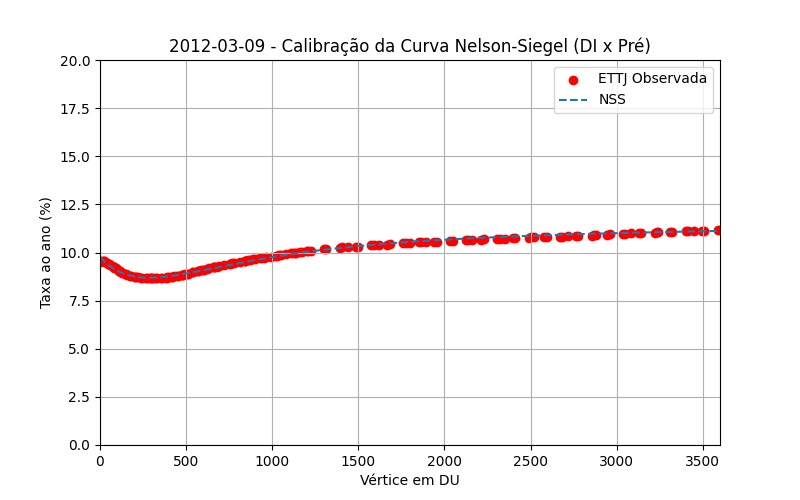 2012-03-09 - Calibração da Curva Nelson-Siegel (DI x Pré)
ETTJ Observada
NSS
Taxa ao ano (%)
20.0
17.5
15.0
12.5
10.0
7.5
5.0
2.5
0.0
0 500 1000 1500 2000 2500 3000 3500
Vértice em DU